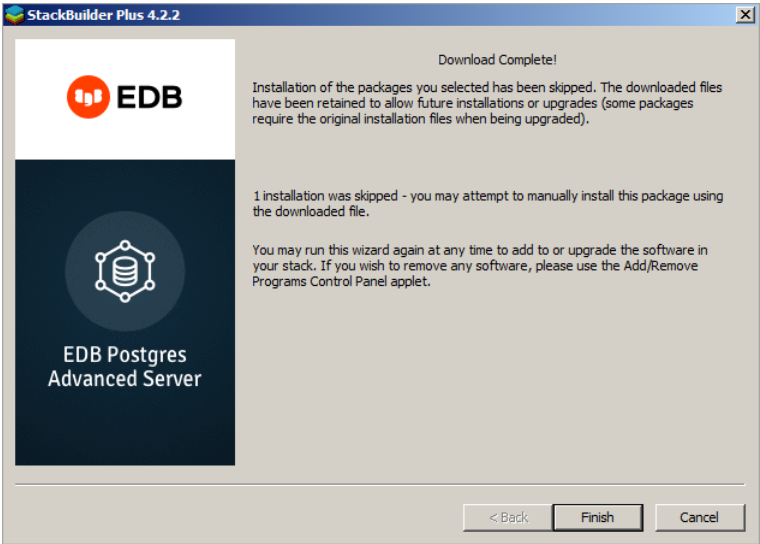 StackBuilder Plus 4.2.2
EDB
EDB Postgres
Advanced Server
Download Complete!
Installation of the packages you selected has been skipped. The downloaded files
have been retained to allow future installations or upgrades (some packages
require the original installation files when being upgraded).
1 installation was skipped - you may attempt to manually install this package using
the downloaded file.
You may run this wizard again at any time to add to or upgrade the software in
your stack. If you wish to remove any software, please use the Add/Remove
Programs Control Panel applet.
< Back
Finish
Cancel